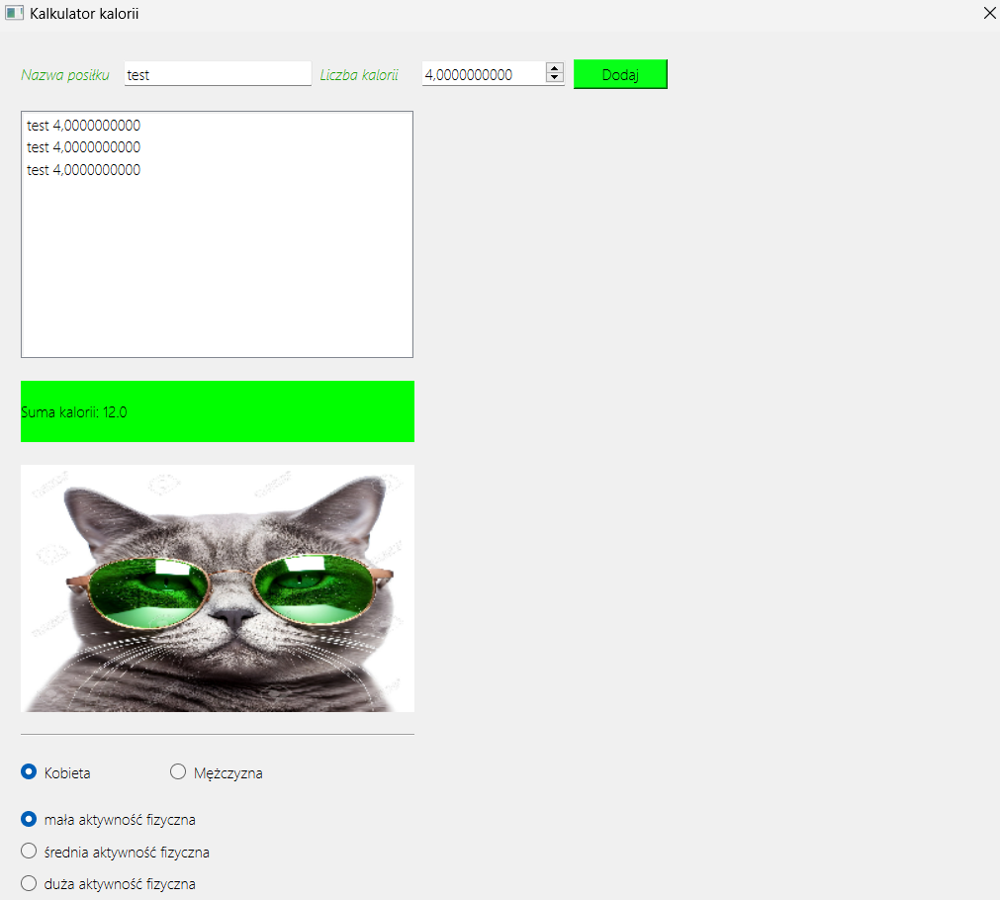 Kalkulator kalorii
Nazwa posiłku test Liczba kalorii 4,0000000000 Dodaj
test 4,0000000000
test 4,0000000000
test 4,0000000000
Suma kalorii: 12.0
Kobieta Mężczyzna
mała aktywność fizyczna
średnia aktywność fizyczna
duża aktywność fizyczna